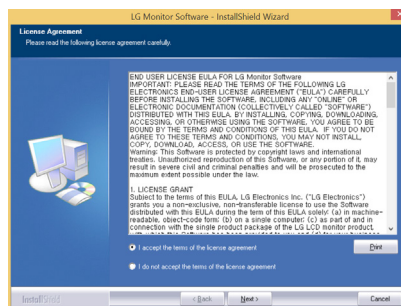 LG Monitor Software - InstallShield Wizard
License Agreement
Please read the following license agreement carefully.
END USER LICENSE EULA FOR LG Monitor Software
IMPORTANT: PLEASE READ THE TERMS OF THE FOLLOWING LG
ELECTRONICS END-USER LICENSE AGREEMENT ("EULA") CAREFULLY
BEFORE INSTALLING THE SOFTWARE, INCLUDING ANY "ONLINE" OR
ELECTRONIC DOCUMENTATION (COLLECTIVELY CALLED "SOFTWARE")
DISTRIBUTED WITH THIS EULA. BY INSTALLING, COPYING, DOWNLOADING,
ACCESSING, OR OTHERWISE USING THE SOFTWARE, YOU AGREE TO BE
BOUND BY THE TERMS AND CONDITIONS OF THIS EULA. IF YOU DO NOT
AGREE TO THESE TERMS AND CONDITIONS, YOU MAY NOT INSTALL,
COPY, DOWNLOAD, ACCESS, OR USE THE SOFTWARE.
Warning: This Software is protected by copyright laws and international
treaties. Unauthorized reproduction of this Software, or any portion of it, may
result in severe civil and criminal penalties and will be prosecuted to the
maximum extent possible under the law.
1. LICENSE GRANT
Subject to the terms of this EULA, LG Electronics Inc. ("LG Electronics")
grants you a non-exclusive, non-transferable license to use the Software
distributed with this EULA during the term of this EULA solely: (a) in machine-
readable, object-code form; (b) on a single computer; (c) as part of and in
connection with the single product package of the LG LCD monitor product
I accept the terms of the license agreement
Print
I do not accept the terms of the license agreement
InstallShield
< Back
Next >
Cancel